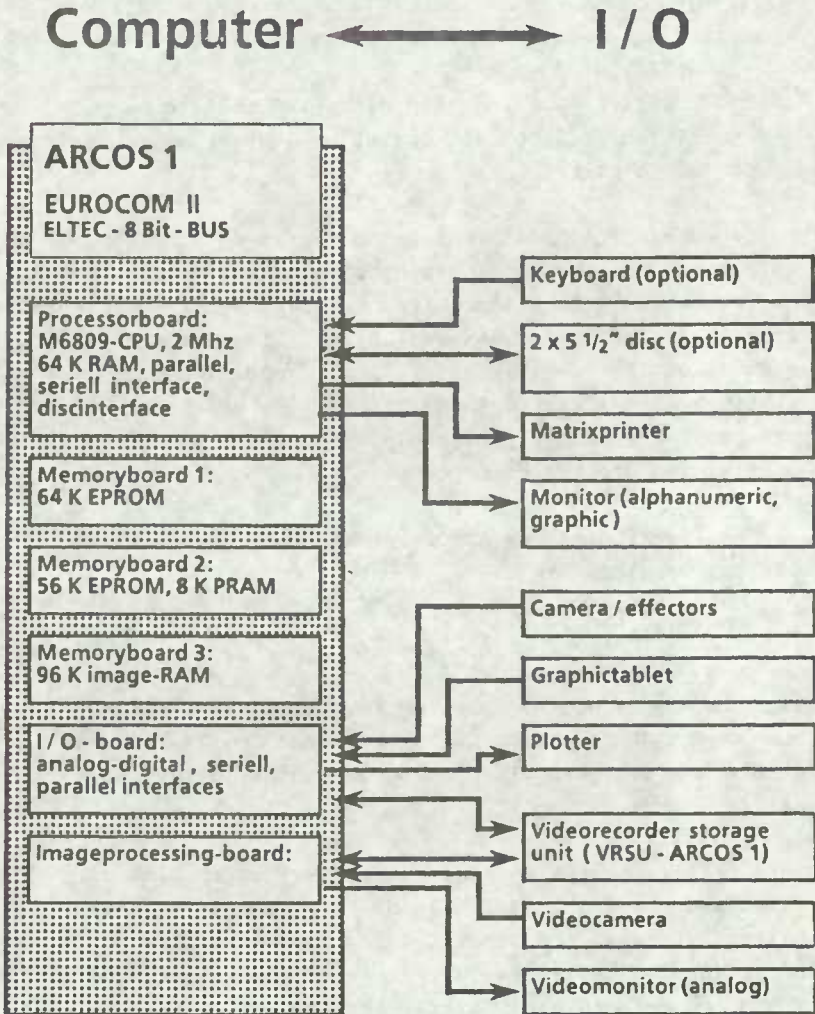 Computer I/O
ARCOS 1
EUROCOM II
ELTEC - 8 Bit - BUS
Processorboard:
M6809-CPU, 2 Mhz
64 K RAM, parallel,
seriell interface,
discinterface
Memoryboard 1:
64 K EPROM
Memoryboard 2:
56 K EPROM, 8 K PRAM
Memoryboard 3:
96 K image-RAM
I/O - board:
analog-digital, seriell,
parallel interfaces
Imageprocessing-board:
Keyboard (optional)
2 x 5 1/2" disc (optional)
Matrixprinter
Monitor (alphanumeric,
graphic)
Camera / effectors
Graphictablet
Plotter
Videorecorder storage
unit ( VRSU - ARCOS 1)
Videocamera
Videomonitor (analog)